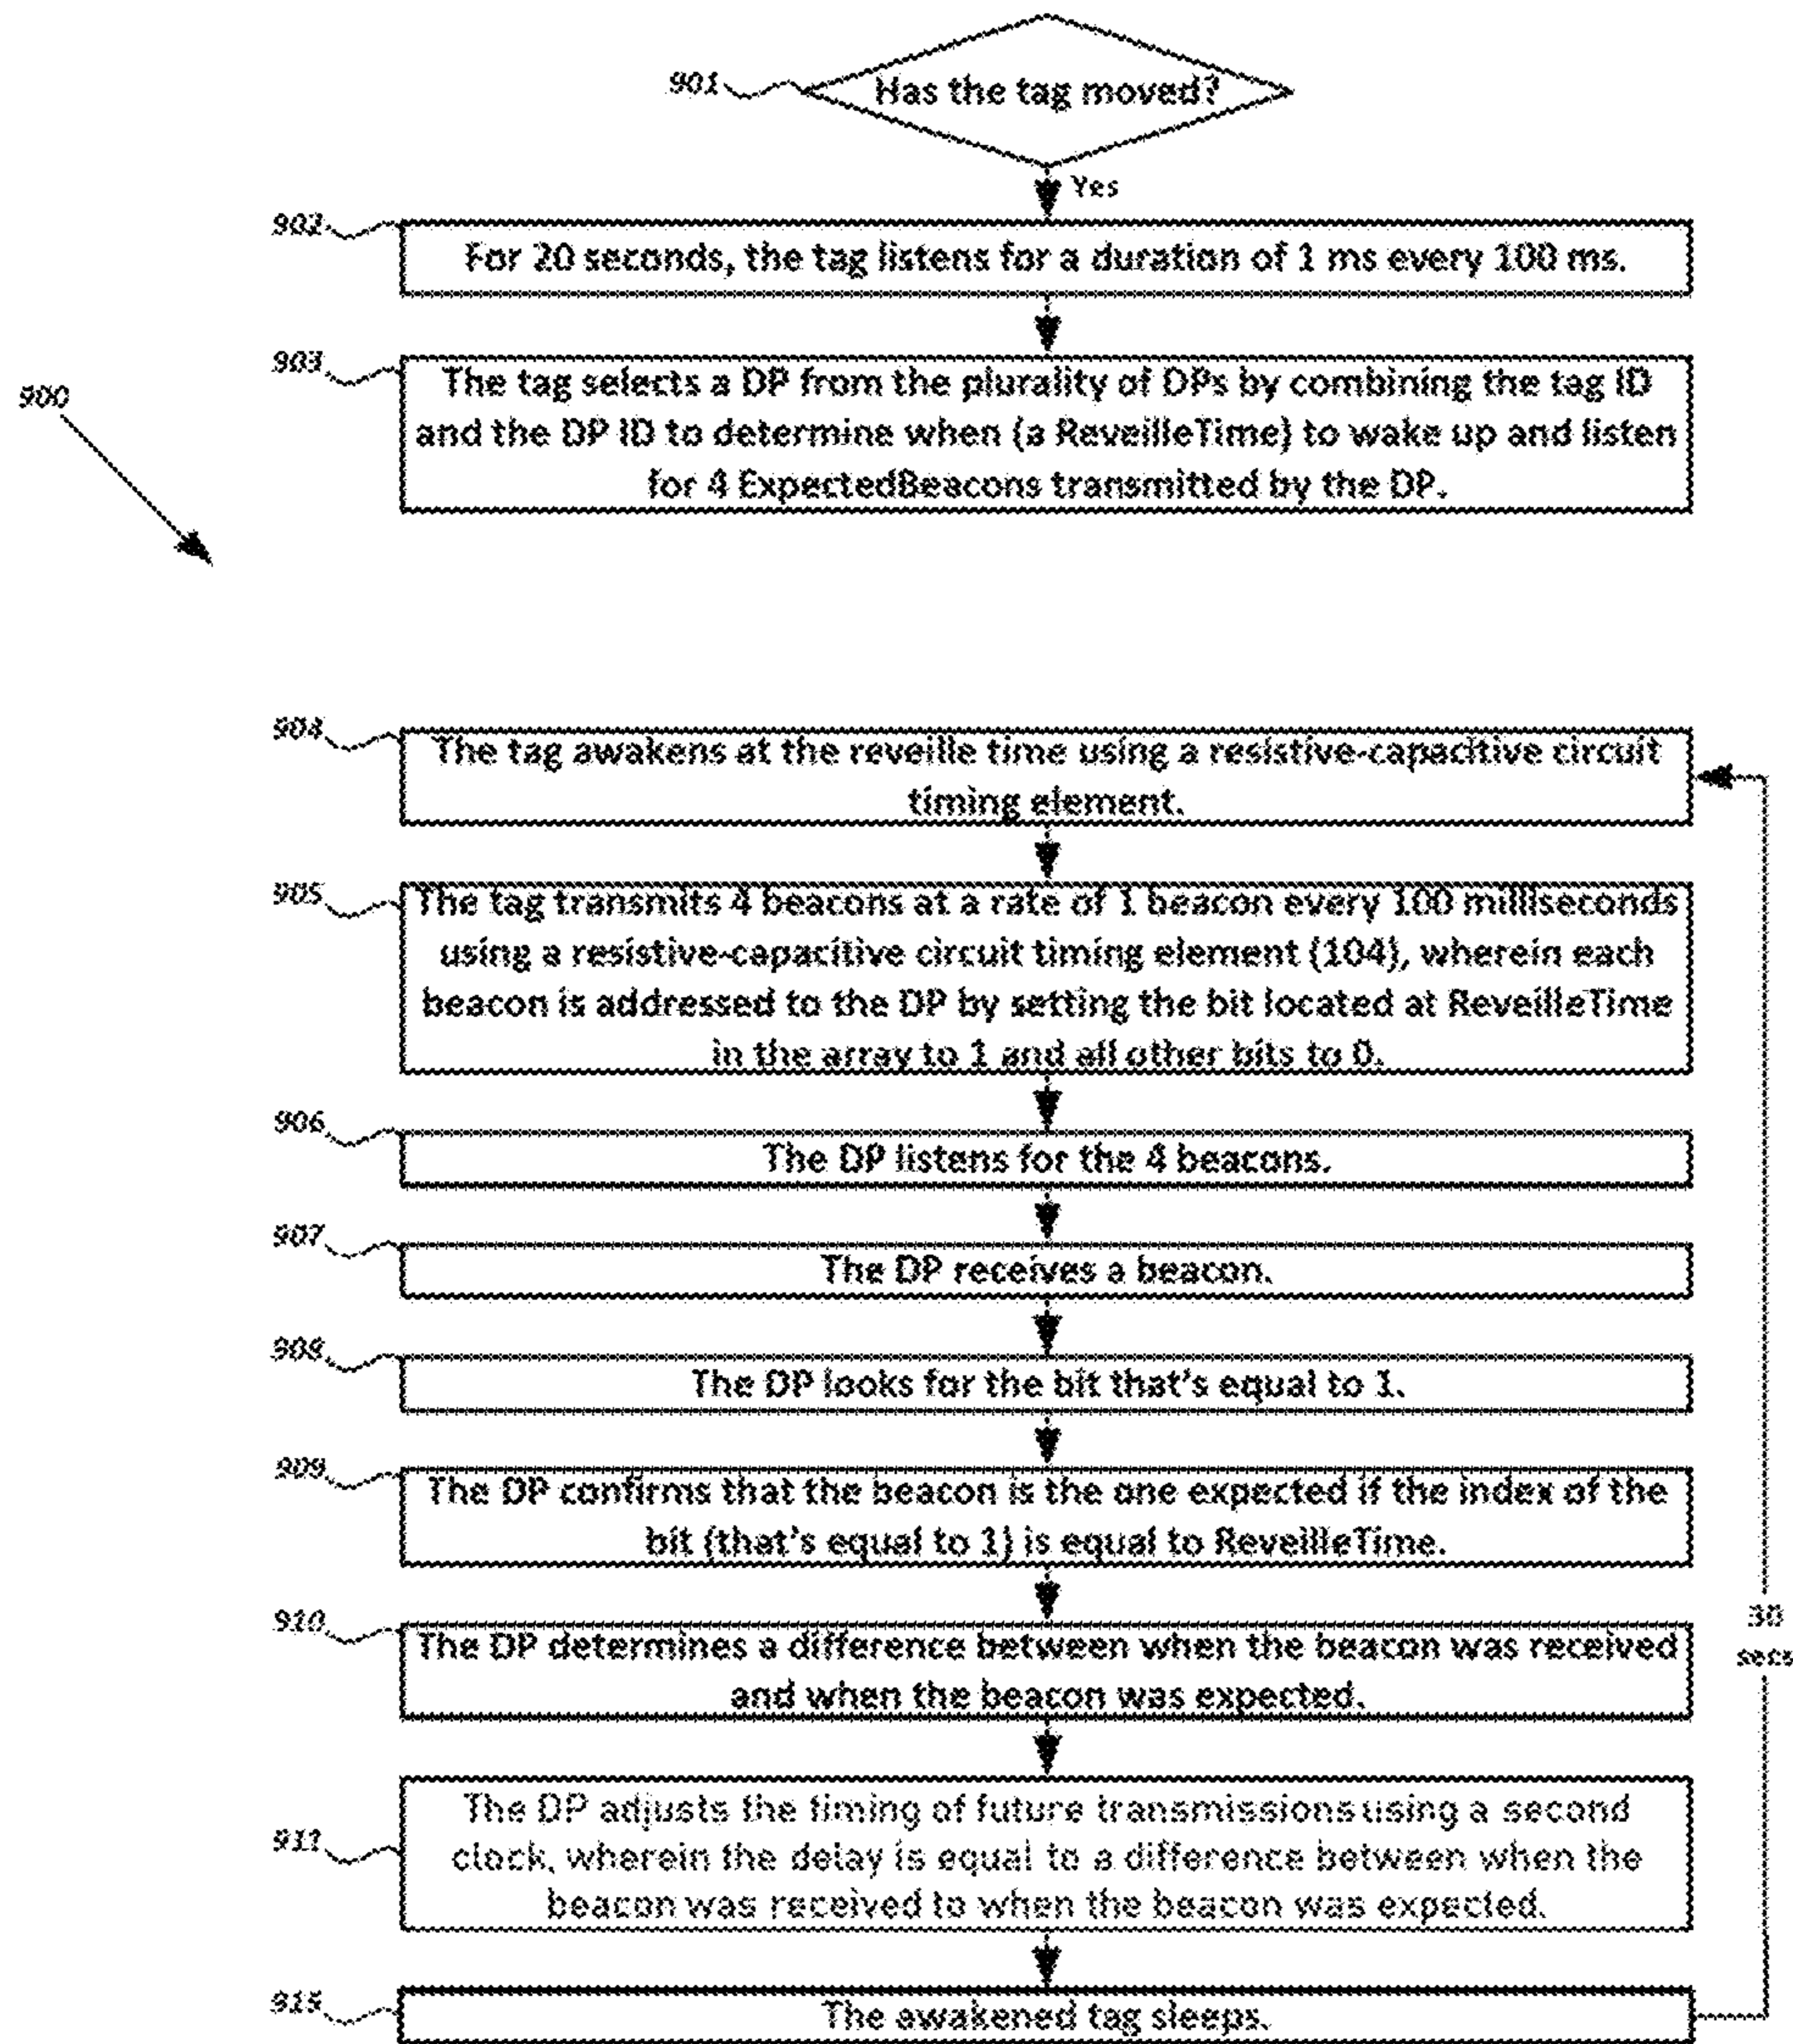 901
Has the tag moved?
Yes
902
For 20 seconds, the tag listens for a duration of 1 ms every 100 ms.
903
The tag selects a DP from the plurality of DPs by combining the tag ID
and the DP ID to determine when (a ReveilleTime) to wake up and listen
for 4 ExpectedBeacons transmitted by the DP.
900
904
The tag awakens at the reveille time using a resistive-capacitive circuit
timing element.
905
The tag transmits 4 beacons at a rate of 1 beacon every 100 milliseconds
using a resistive-capacitive circuit timing element (104), wherein each
beacon is addressed to the DP by setting the bit located at ReveilleTime
in the array to 1 and all other bits to 0.
906
The DP listens for the 4 beacons.
907
The DP receives a beacon.
908
The DP looks for the bit that's equal to 1.
909
The DP confirms that the beacon is the one expected if the index of the
bit (that's equal to 1) is equal to ReveilleTime.
910
The DP determines a difference between when the beacon was received
and when the beacon was expected.
30
secs
911
The DP adjusts the timing of future transmissions using a second
clock, wherein the delay is equal to a difference between when the
beacon was received to when the beacon was expected.
915
The awakened tag sleeps.